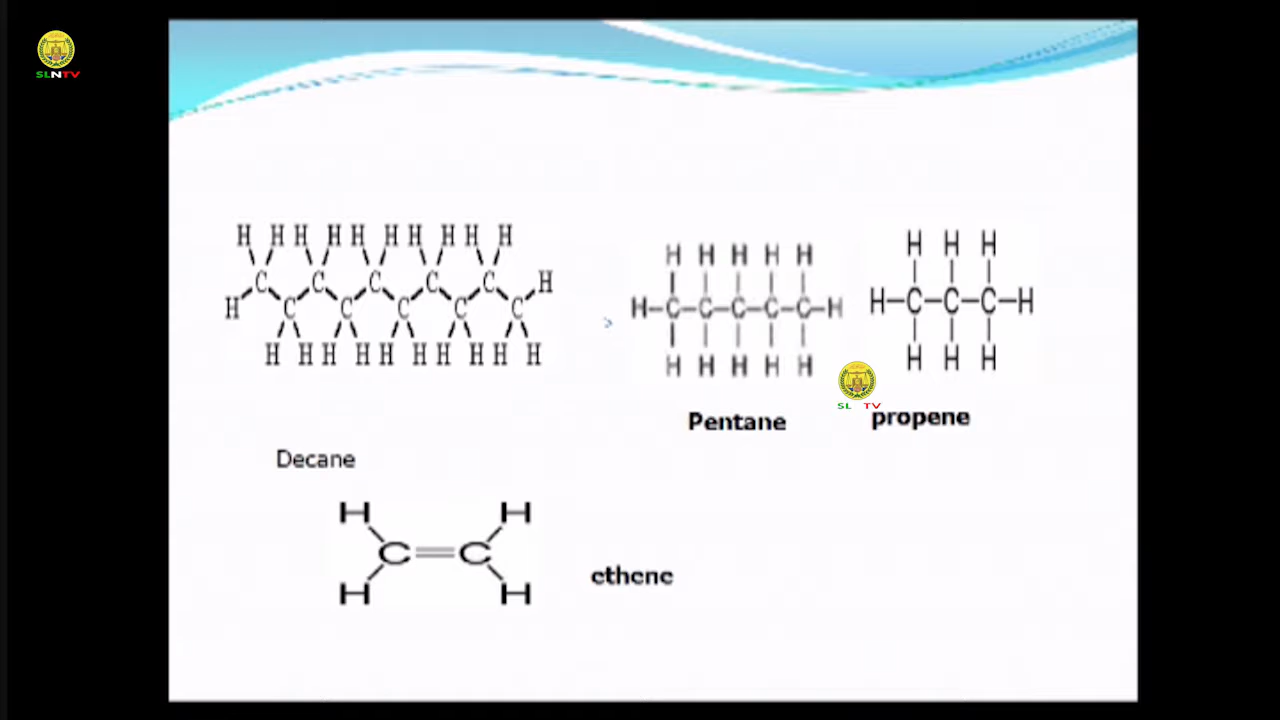 SLNTV
H H H H H H H H H H
C C C C C H
H C C C C C
H H H H H H H H H H
Decane
H H H H H
H-C-C-C-C-C-H
H H H H H
Pentane
H H H
H-C-C-C-H
H H H
SL TV
propene
H H
C=C
H H
ethene